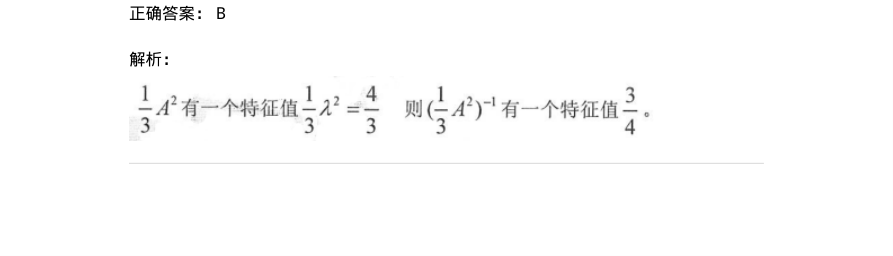 正确答案： B
解析：
1/3 A² 有一个特征值 1/3 λ² = 4/3 则 (1/3 A²)⁻¹ 有一个特征值 3/4 。